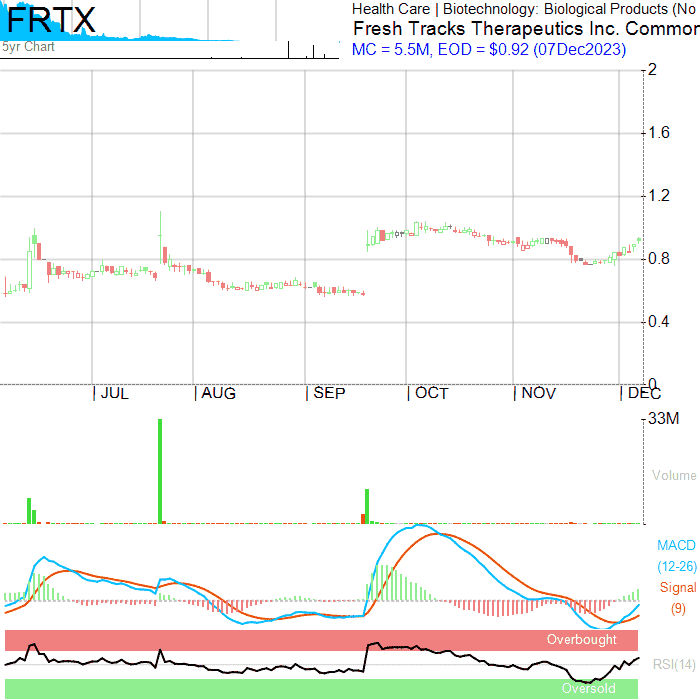 FRTX
5yr Chart
Health Care | Biotechnology: Biological Products (No
Fresh Tracks Therapeutics Inc. Common
MC = 5.5M, EOD = $0.92 (07Dec2023)
2
1.6
1.2
0.8
0.4
0
JUL AUG SEP OCT NOV DEC
33M
Volume
MACD
(12-26)
Signal
(9)
Overbought
RSI(14)
Oversold